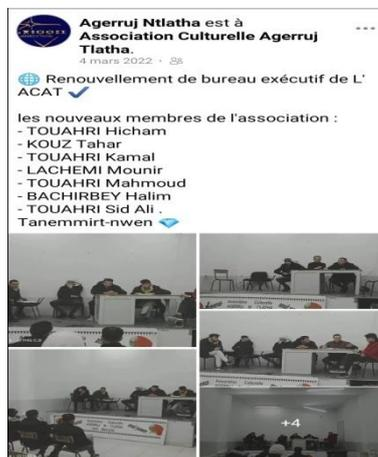 Agerruj Ntlatha est à
Association Culturelle Agerruj
Tlatha.
4 mars 2022
Renouvellement de bureau exécutif de L'
ACAT
les nouveaux membres de l'association :
- TOUAHRI Hicham
- KOUZ Tahar
- TOUAHRI Kamal
- LACHEMI Mounir
- TOUAHRI Mahmoud
- BACHIRBEY Halim
- TOUAHRI Sid Ali .
Tanemmirt-nwen
+4